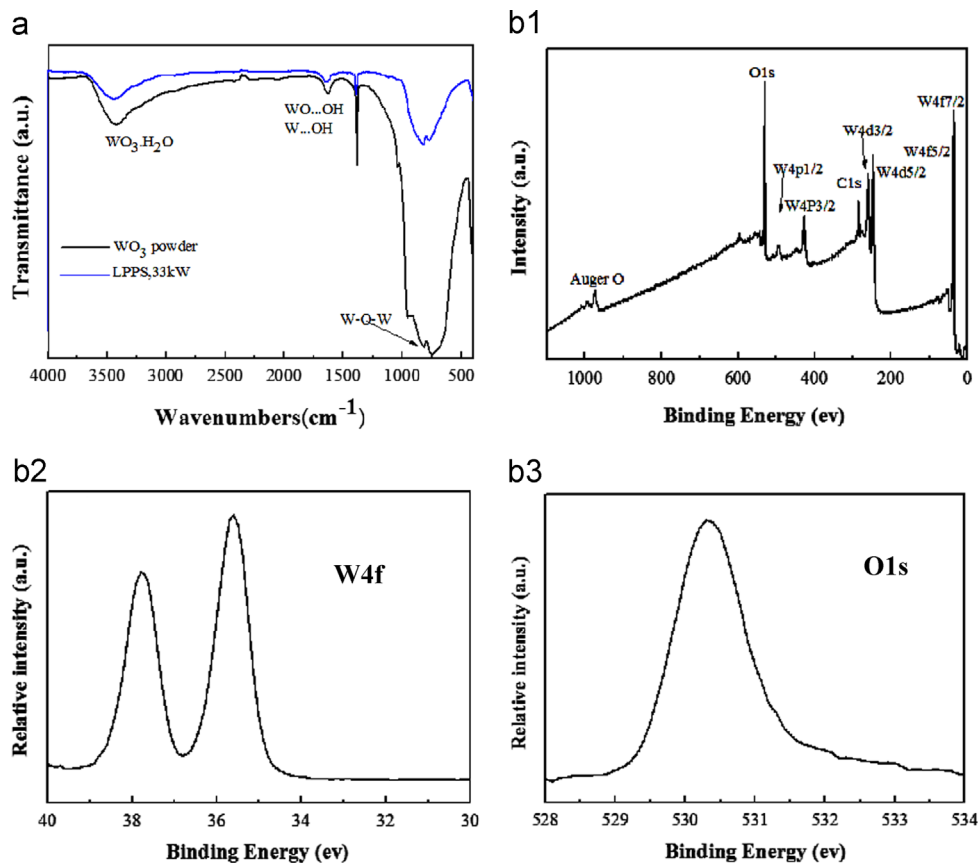 a
Transmittance (a.u.)
WO3.H2O
WO...OH
W...OH
WO3 powder
LPPS,33kW
W-O-W
4000 3500 3000 2500 2000 1500 1000 500
Wavenumbers(cm-1)
b1
Intensity (a.u.)
O1s
W4f7/2
W4d3/2
W4f5/2
W4p1/2
W4d5/2
C1s
W4P3/2
Auger O
1000 800 600 400 200 0
Binding Energy (ev)
b2
Relative intensity (a.u.)
W4f
40 38 36 34 32 30
Binding Energy (ev)
b3
Relative intensity (a.u.)
O1s
528 529 530 531 532 533 534
Binding Energy (ev)